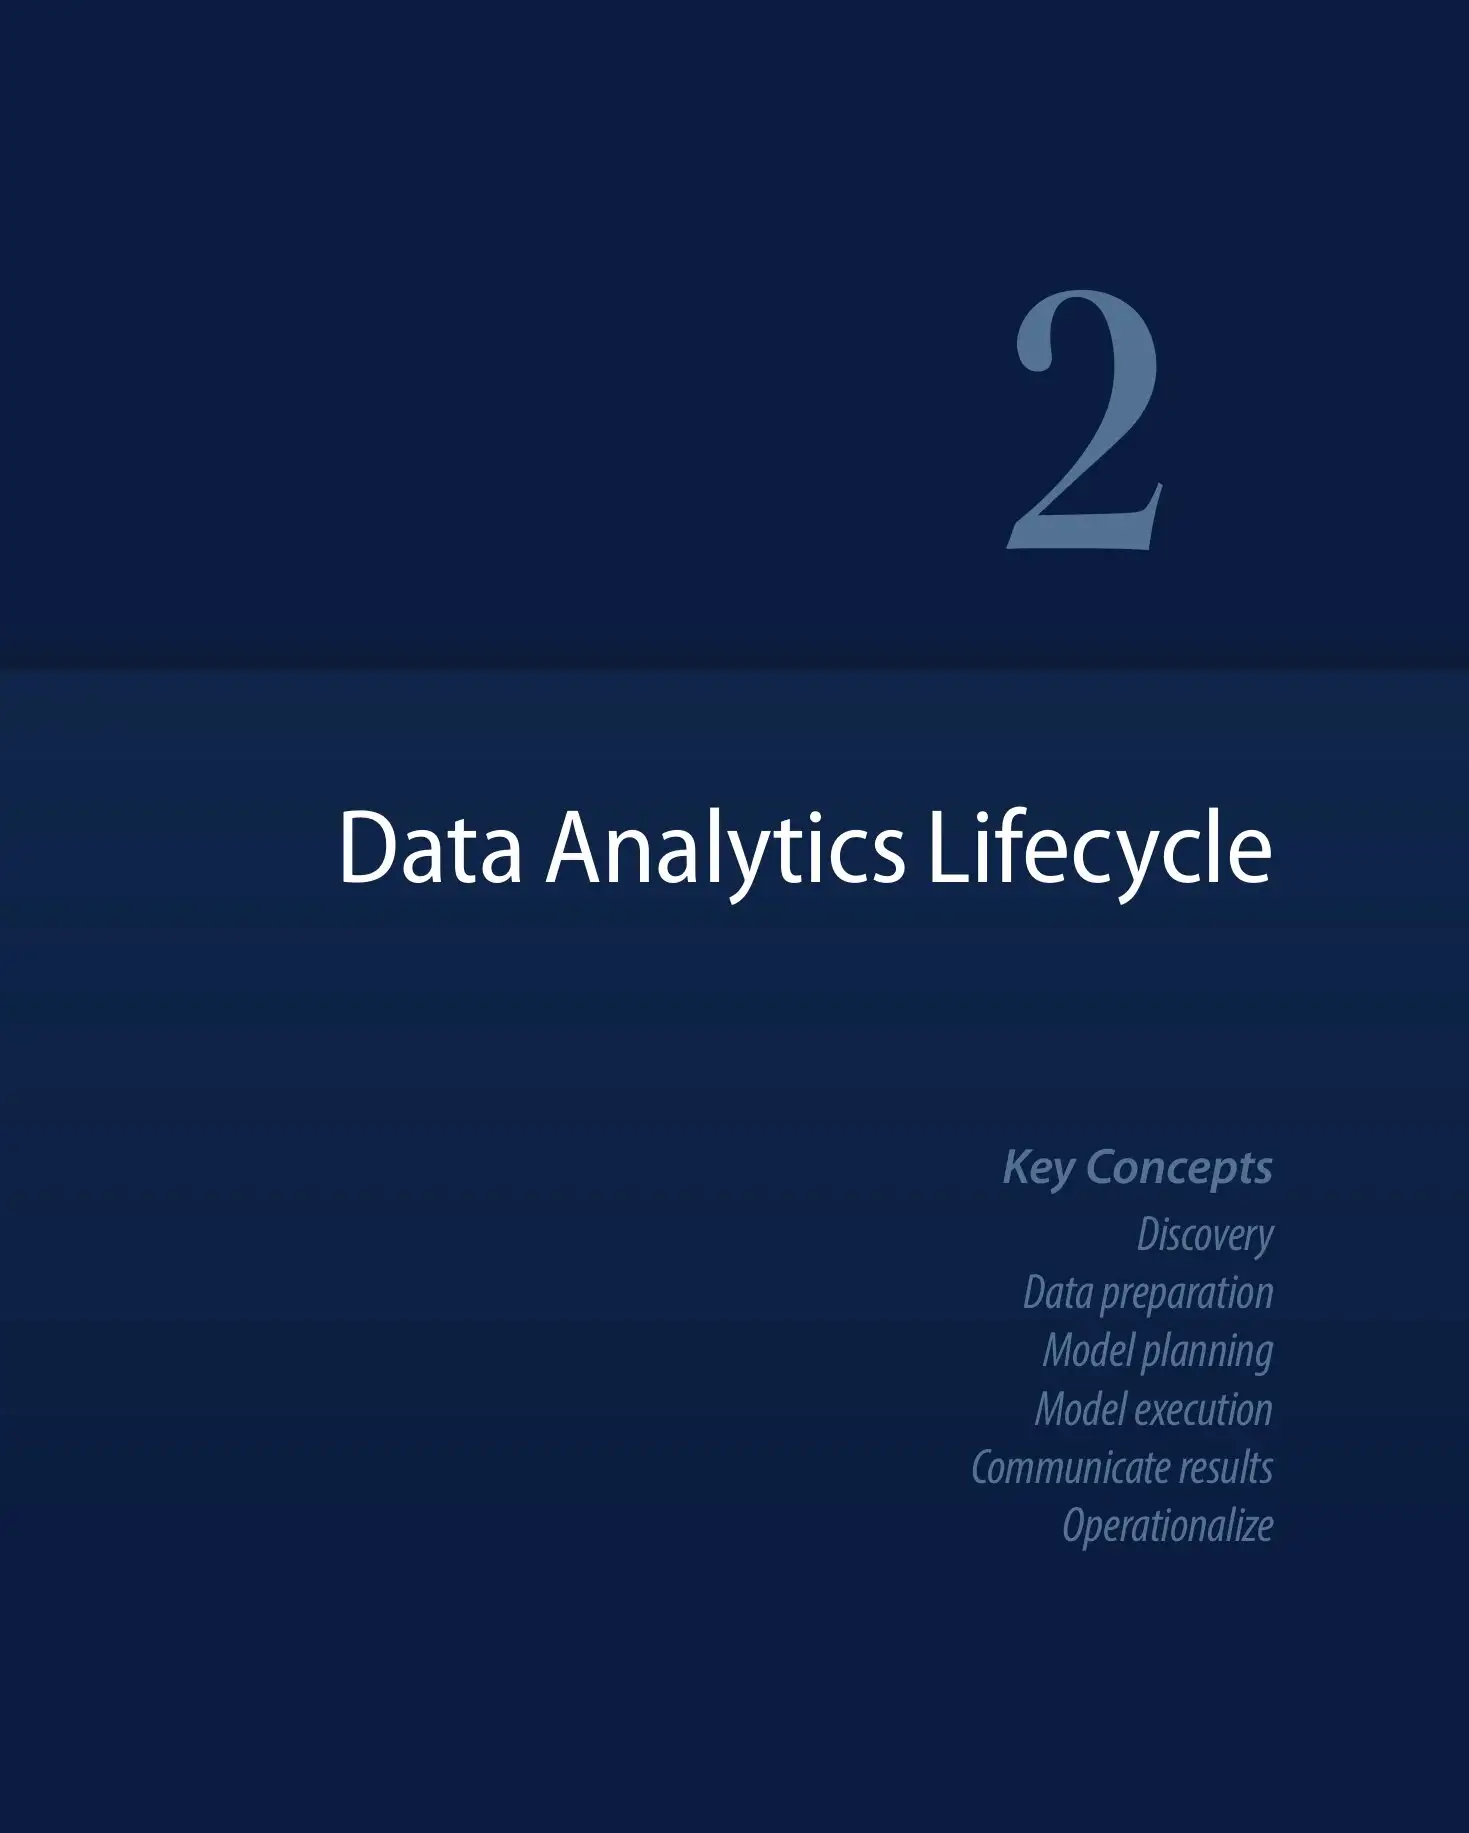 2
Data Analytics Lifecycle
Key Concepts
Discovery
Data preparation
Model planning
Model execution
Communicate results
Operationalize